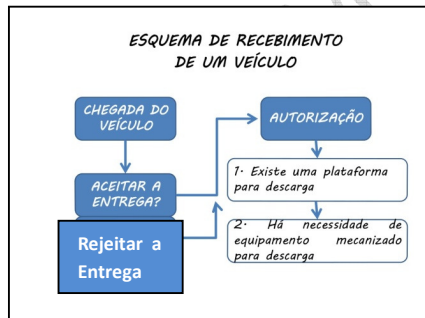 ESQUEMA DE RECEBIMENTO
DE UM VEÍCULO
CHEGADA DO
VEÍCULO
AUTORIZAÇÃO
ACEITAR A
ENTREGA?
1. Existe uma plataforma
para descarga
Rejeitar a
Entrega
2. Há necessidade de
equipamento mecanizado
para descarga